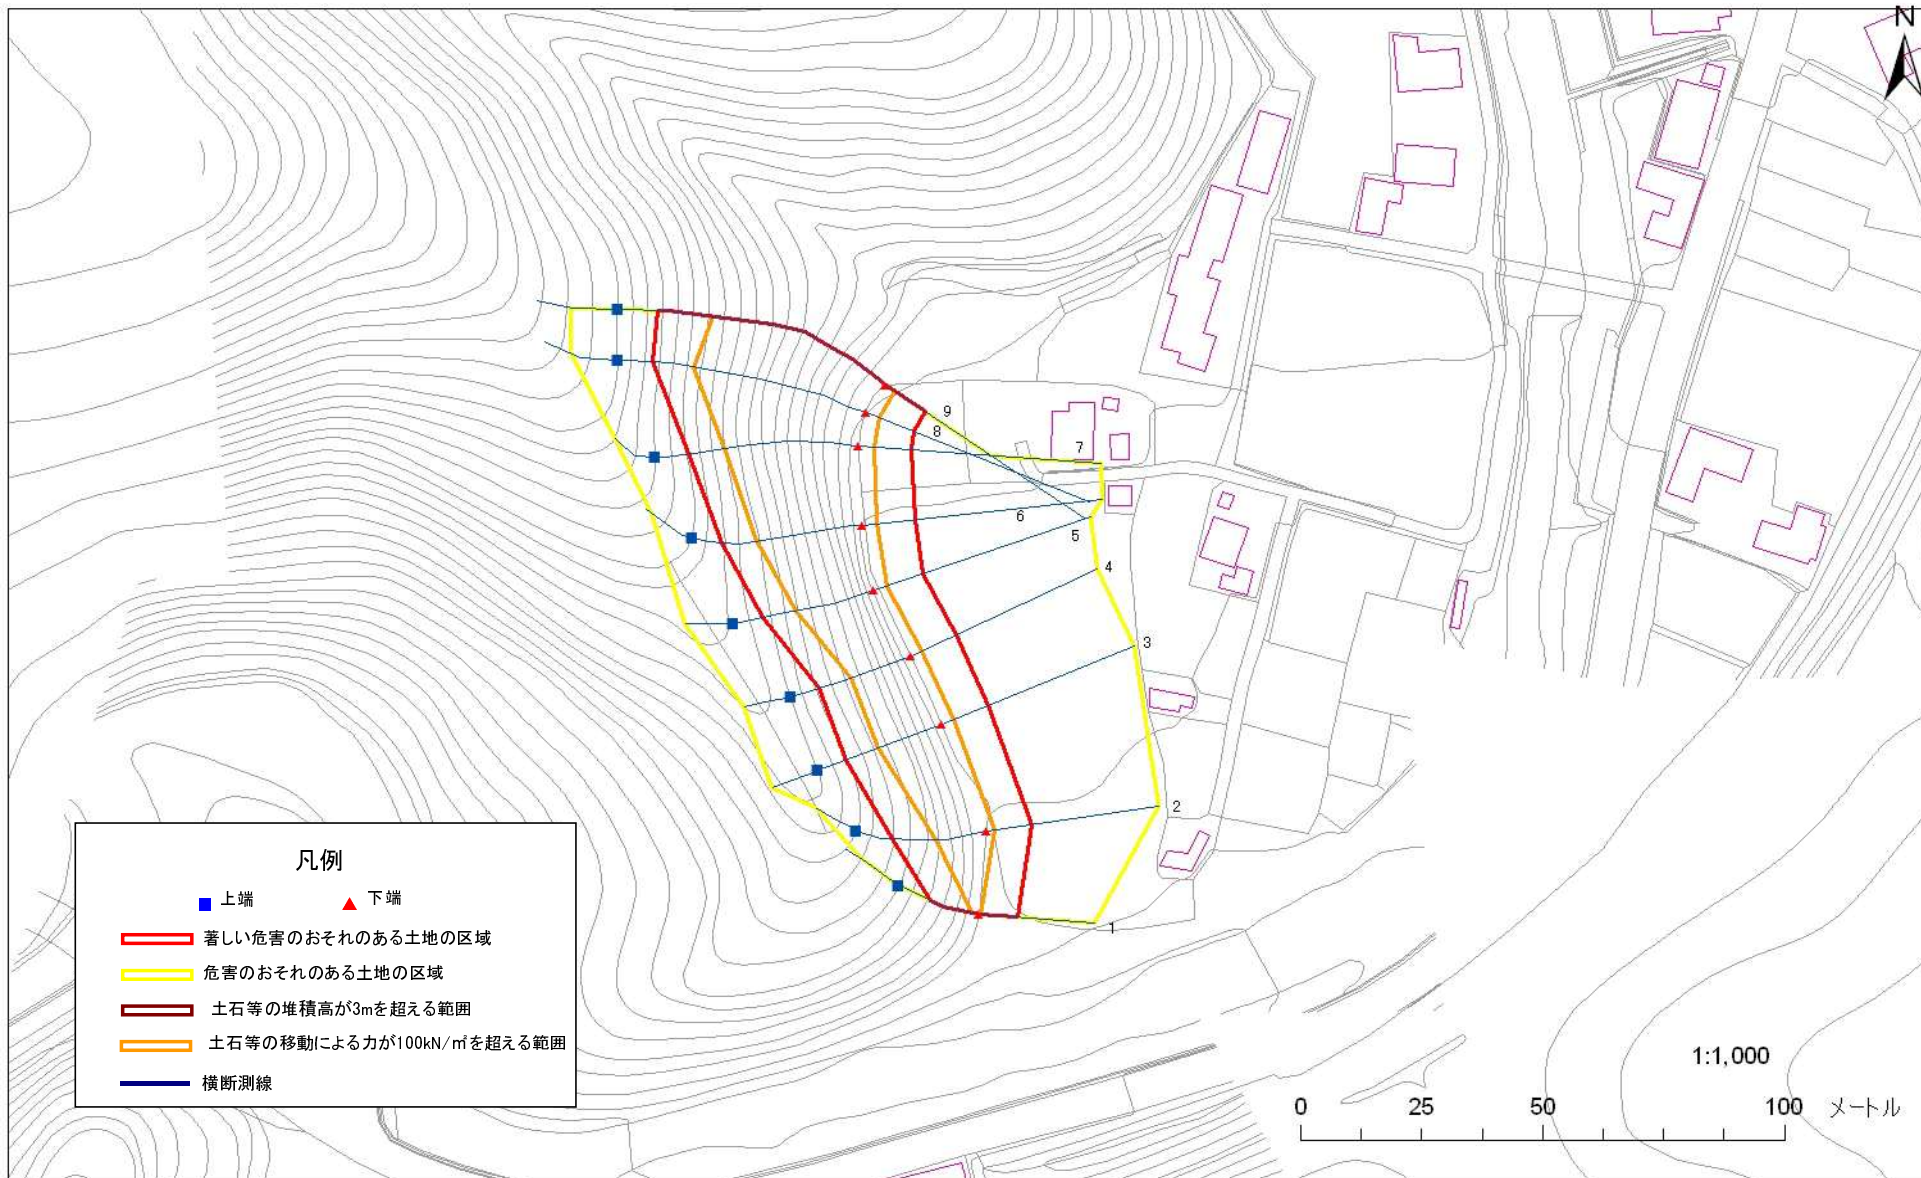 N
9
8
7
6
5
4
3
2
1
凡例
上端 下端
著しい危害のおそれのある土地の区域
危害のおそれのある土地の区域
土石等の堆積高が3mを超える範囲
土石等の移動による力が100kN/㎡を超える範囲
横断測線
1:1,000
0 25 50 100 メートル